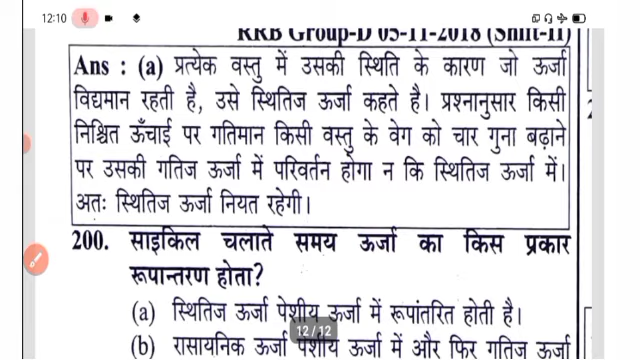 12:10
RRB Group-D 05-11-2018 (Shift-II)
Ans : (a) प्रत्येक वस्तु में उसकी स्थिति के कारण जो ऊर्जा
विद्यमान रहती है, उसे स्थितिज ऊर्जा कहते है। प्रश्नानुसार किसी
निश्चित ऊँचाई पर गतिमान किसी वस्तु के वेग को चार गुना बढ़ाने
पर उसकी गतिज ऊर्जा में परिवर्तन होगा न कि स्थितिज ऊर्जा में।
अतः स्थितिज ऊर्जा नियत रहेगी।
200. साइकिल चलाते समय ऊर्जा का किस प्रकार
रूपान्तरण होता?
(a) स्थितिज ऊर्जा पेशीय ऊर्जा में रूपांतरित होती है।
12/12
(b) रासायनिक ऊर्जा पेशीय ऊर्जा में और फिर गतिज ऊर्जा